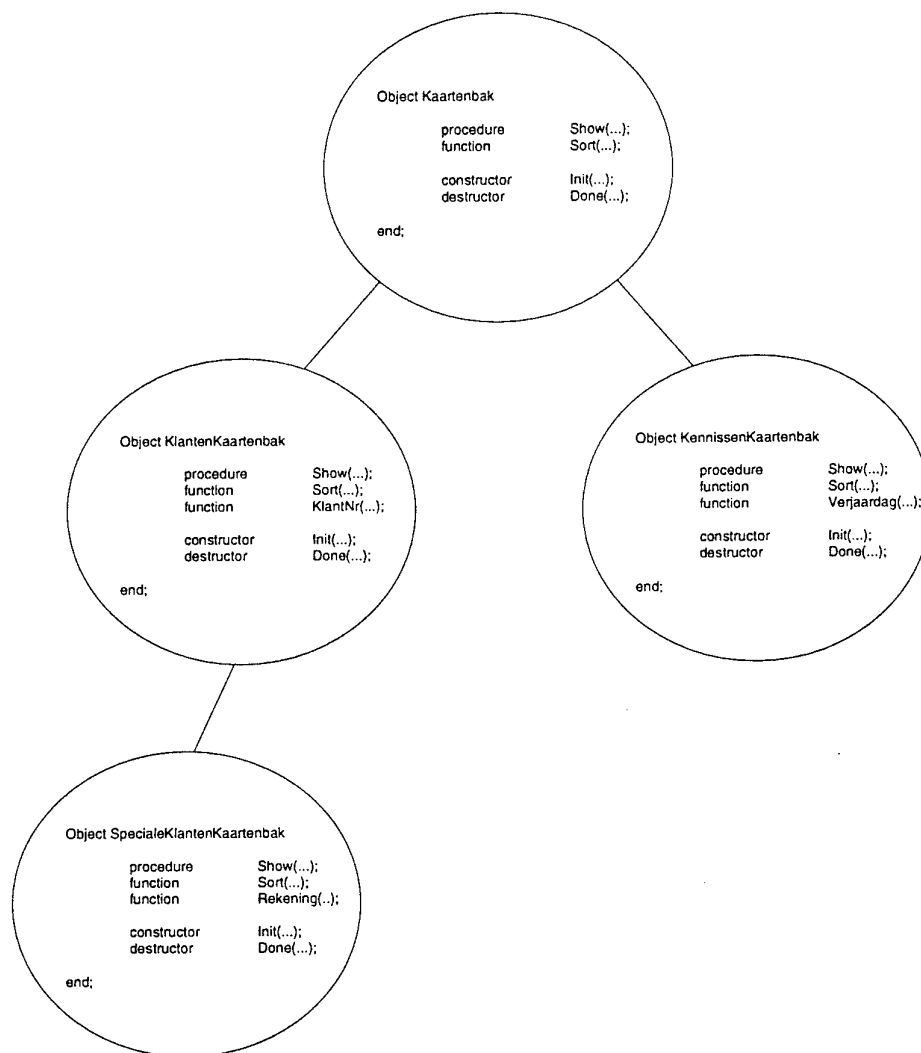 Object Kaartenbak
procedure Show(...);
function Sort(...);
constructor Init(...);
destructor Done(...);
end;
Object KlantenKaartenbak
procedure Show(...);
function Sort(...);
function KlantNr(...);
constructor Init(...);
destructor Done(...);
end;
Object KennissenKaartenbak
procedure Show(...);
function Sort(...);
function Verjaardag(...);
constructor Init(...);
destructor Done(...);
end;
Object SpecialeKlantenKaartenbak
procedure Show(...);
function Sort(...);
function Rekening(..);
constructor Init(...);
destructor Done(...);
end;